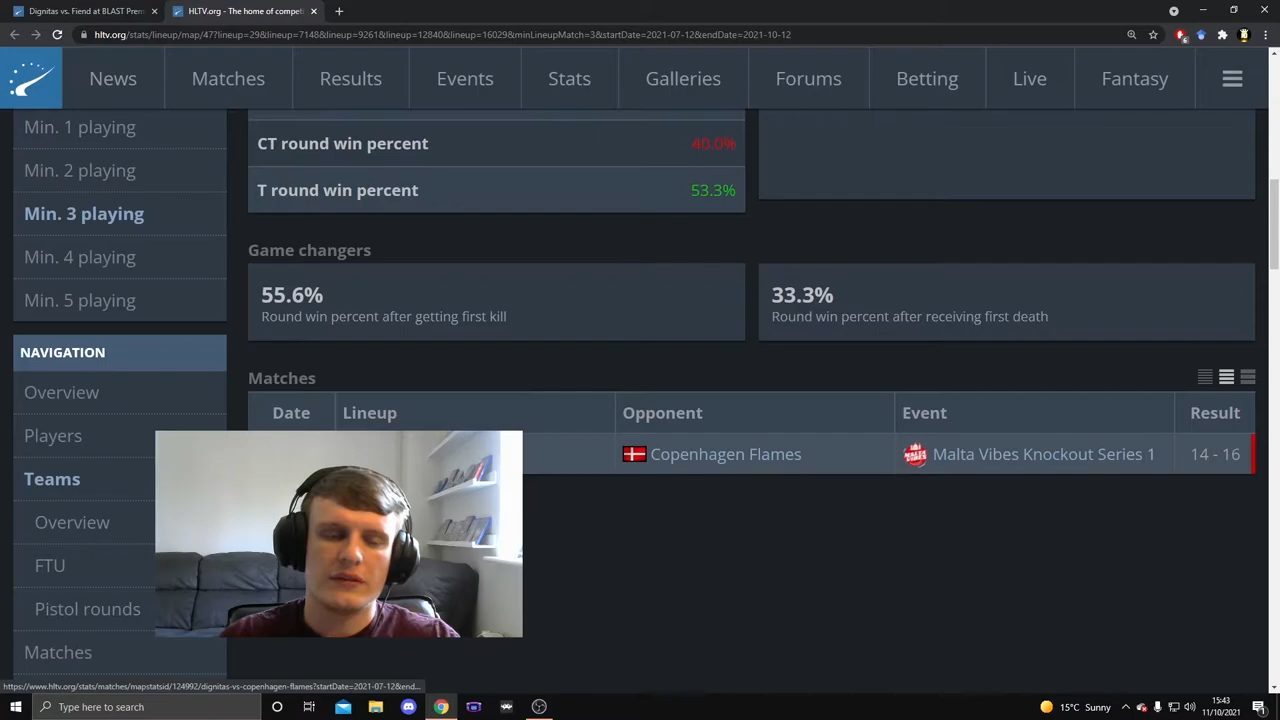 Dignitas vs. Fiend at BLAST Prem
HLTV.org - The home of competi
hltv.org/stats/lineup/map/47?lineup=29&lineup=7148&lineup=9261&lineup=12840&lineup=16029&minLineupMatch=3&startDate=2021-07-12&endDate=2021-10-12
News Matches Results Events Stats Galleries Forums Betting Live Fantasy
Min. 1 playing
Min. 2 playing
Min. 3 playing
Min. 4 playing
Min. 5 playing
NAVIGATION
Overview
Players
Teams
Overview
FTU
Pistol rounds
Matches
CT round win percent 40.0%
T round win percent 53.3%
Game changers
55.6%
Round win percent after getting first kill
33.3%
Round win percent after receiving first death
Matches
Date Lineup Opponent Event Result
Copenhagen Flames Malta Vibes Knockout Series 1 14 - 16
https://www.hltv.org/stats/matches/mapstatsid/124992/dignitas-vs-copenhagen-flames?startDate=2021-07-12&end...
Type here to search
15°C Sunny
15:43
11/10/2021